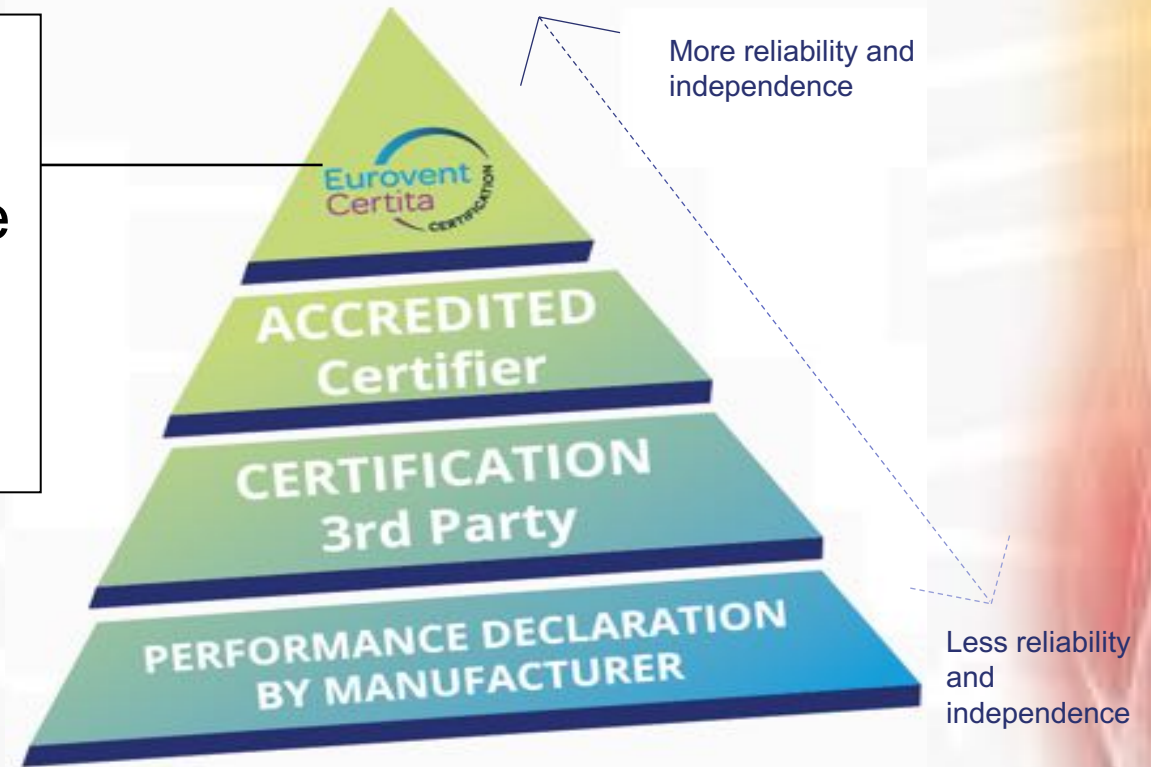 e
More reliability and
independence
Eurovent
Certita
CERTIFICATION
ACCREDITED
Certifier
CERTIFICATION
3rd Party
PERFORMANCE DECLARATION
BY MANUFACTURER
Less reliability
and
independence